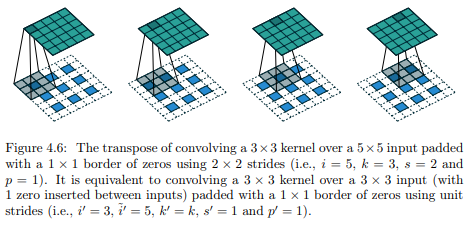 Figure 4.6: The transpose of convolving a 3×3 kernel over a 5×5 input padded
with a 1 × 1 border of zeros using 2 × 2 strides (i.e., i = 5, k = 3, s = 2 and
p = 1). It is equivalent to convolving a 3 × 3 kernel over a 3 × 3 input (with
1 zero inserted between inputs) padded with a 1 × 1 border of zeros using unit
strides (i.e., i′ = 3, ĩ′ = 5, k′ = k, s′ = 1 and p′ = 1).